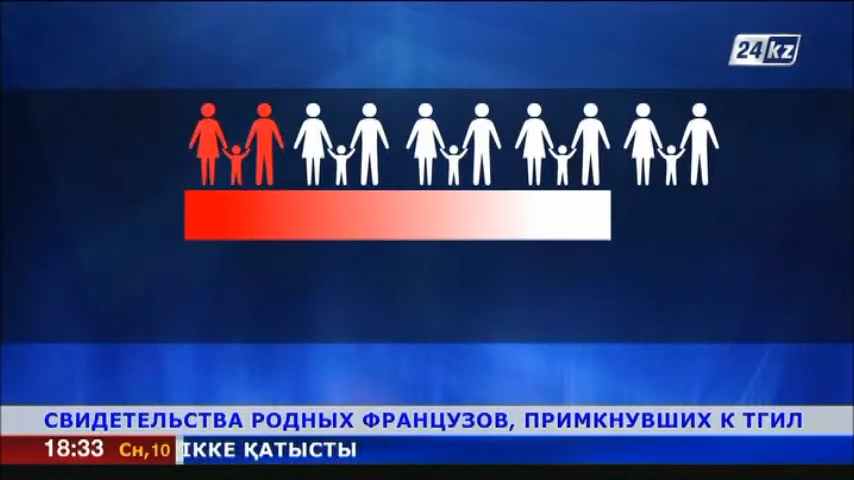 24kz
СВИДЕТЕЛЬСТВА РОДНЫХ ФРАНЦУЗОВ, ПРИМКНУВШИХ К ТГИЛ
18:33 Сн,10 ІККЕ ҚАТЫСТЫ